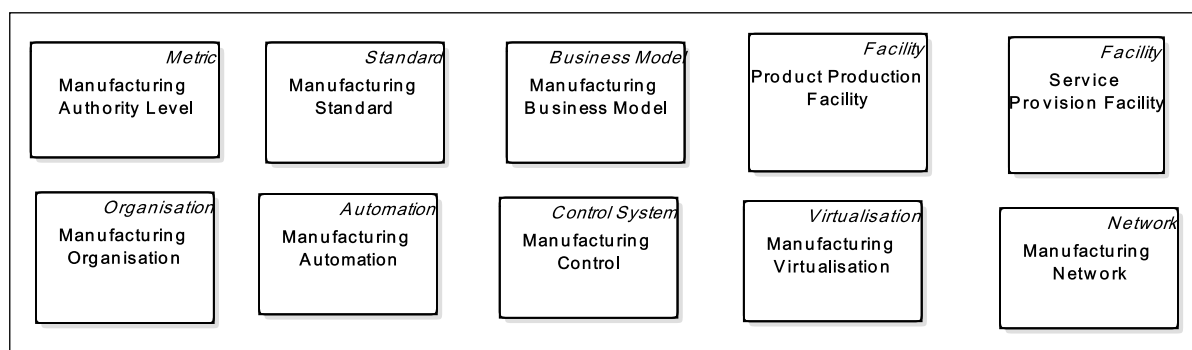 Metric
Manufacturing
Authority Level
Standard
Manufacturing
Standard
Business Model
Manufacturing
Business Model
Facility
Product Production
Facility
Facility
Service
Provision Facility
Organisation
Manufacturing
Organisation
Automation
Manufacturing
Automation
Control System
Manufacturing
Control
Virtualisation
Manufacturing
Virtualisation
Network
Manufacturing
Network